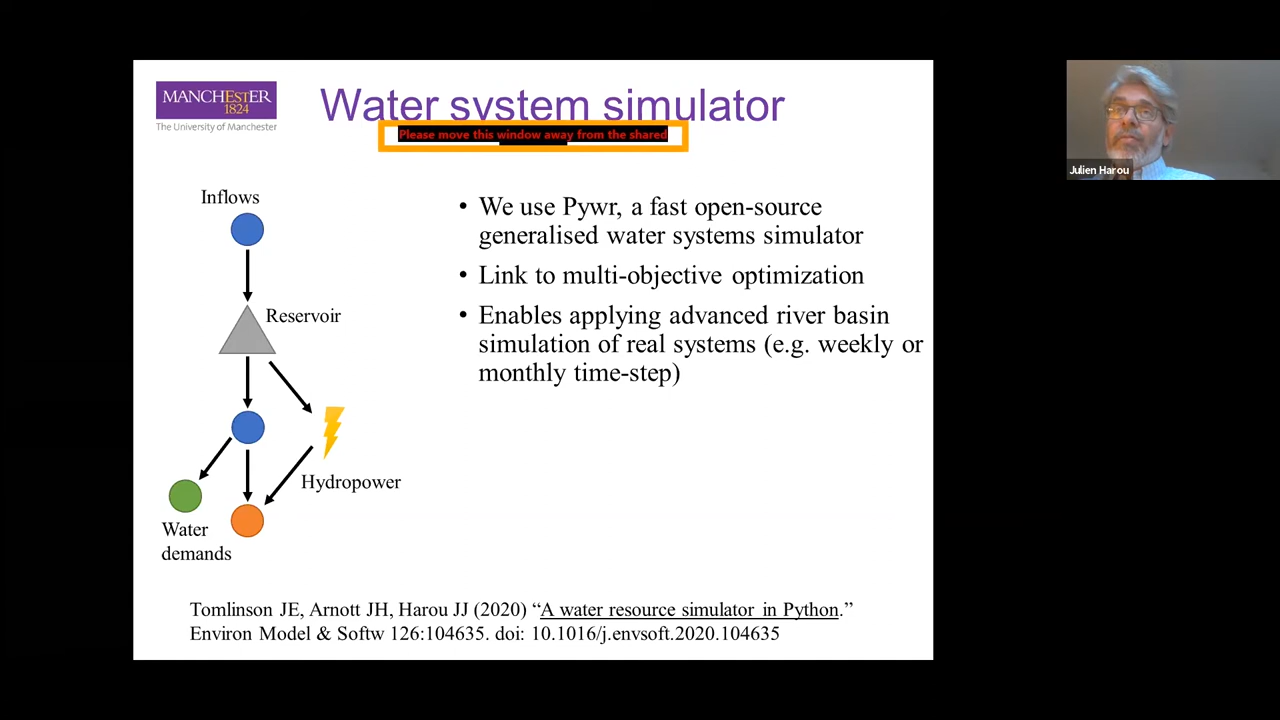 MANCHESTER
1824
The University of Manchester
Water system simulator
Please move this window away from the shared
Julien Harou
Inflows
Reservoir
Hydropower
Water
demands
• We use Pywr, a fast open-source
generalised water systems simulator
• Link to multi-objective optimization
• Enables applying advanced river basin
simulation of real systems (e.g. weekly or
monthly time-step)
Tomlinson JE, Arnott JH, Harou JJ (2020) “A water resource simulator in Python.”
Environ Model & Softw 126:104635. doi: 10.1016/j.envsoft.2020.104635